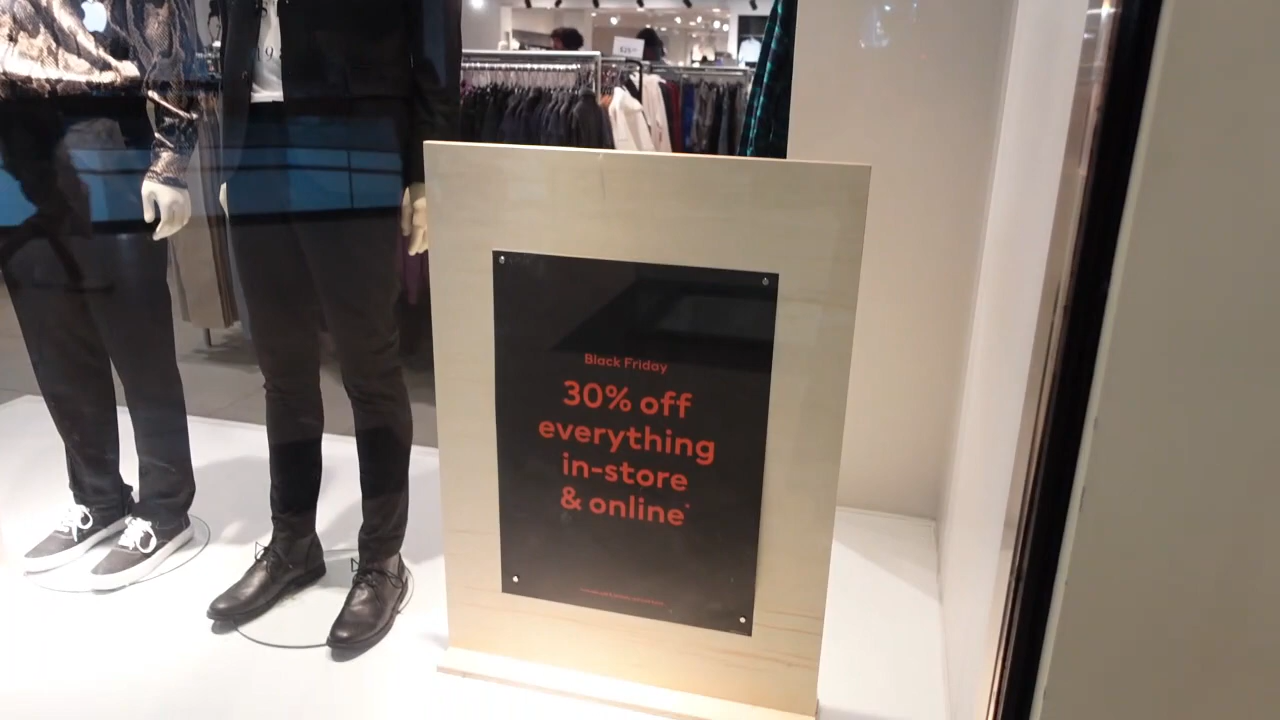 Black Friday
30% off
everything
in-store
& online*